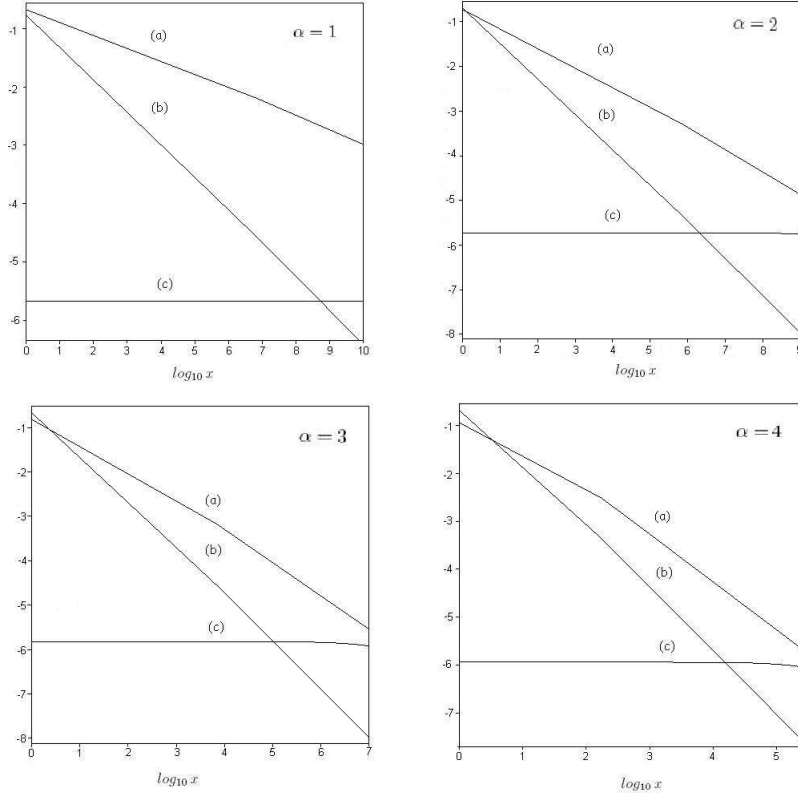 -1
-2
-3
-4
-5
-6
α = 1
(a)
(b)
(c)
0 1 2 3 4 5 6 7 8 9 10
log10 x
-1
-2
-3
-4
-5
-6
-7
-8
α = 2
(a)
(b)
(c)
0 1 2 3 4 5 6 7 8 9
log10 x
-1
-2
-3
-4
-5
-6
-7
-8
α = 3
(a)
(b)
(c)
0 1 2 3 4 5 6 7
log10 x
-1
-2
-3
-4
-5
-6
-7
α = 4
(a)
(b)
(c)
0 1 2 3 4 5
log10 x